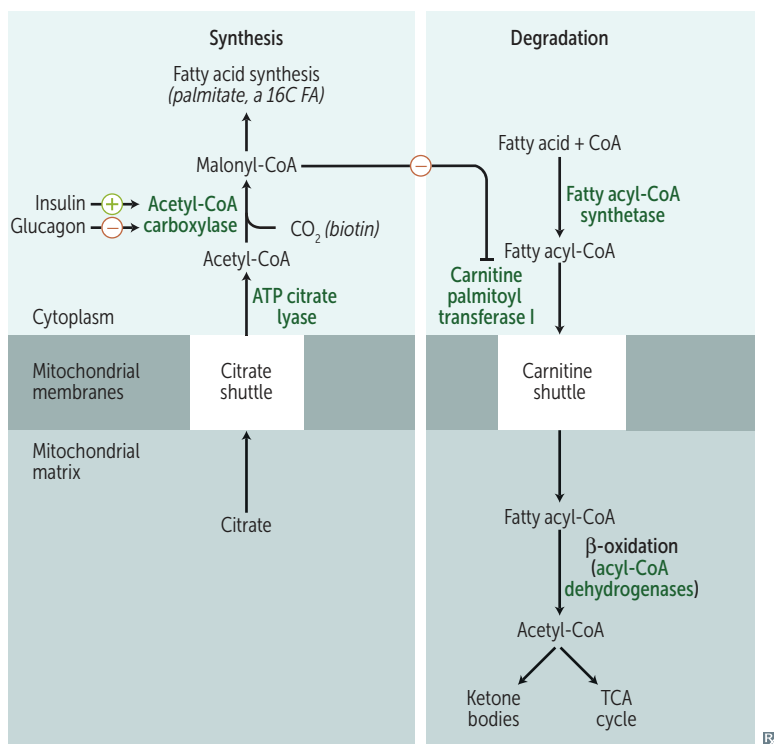 Synthesis
Fatty acid synthesis
(palmitate, a 16C FA)
Malonyl-CoA
Insulin
+
Glucagon
−
Acetyl-CoA
carboxylase
CO2 (biotin)
Acetyl-CoA
ATP citrate
lyase
Cytoplasm
Mitochondrial
membranes
Citrate
shuttle
Mitochondrial
matrix
Citrate
Degradation
−
Fatty acid + CoA
Fatty acyl-CoA
synthetase
Fatty acyl-CoA
Carnitine
palmitoyl
transferase I
Carnitine
shuttle
Fatty acyl-CoA
β-oxidation
(acyl-CoA
dehydrogenases)
Acetyl-CoA
Ketone
bodies
TCA
cycle
R